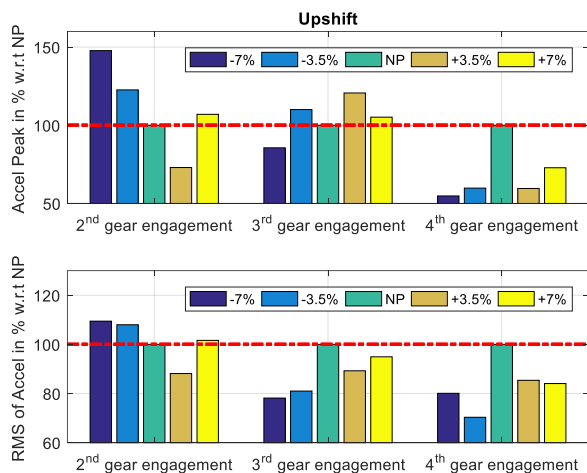 Upshift
Accel Peak in % w.r.t NP
150
100
50
-7% -3.5% NP +3.5% +7%
2nd gear engagement 3rd gear engagement 4th gear engagement
RMS of Accel in % w.r.t NP
120
100
80
60
-7% -3.5% NP +3.5% +7%
2nd gear engagement 3rd gear engagement 4th gear engagement